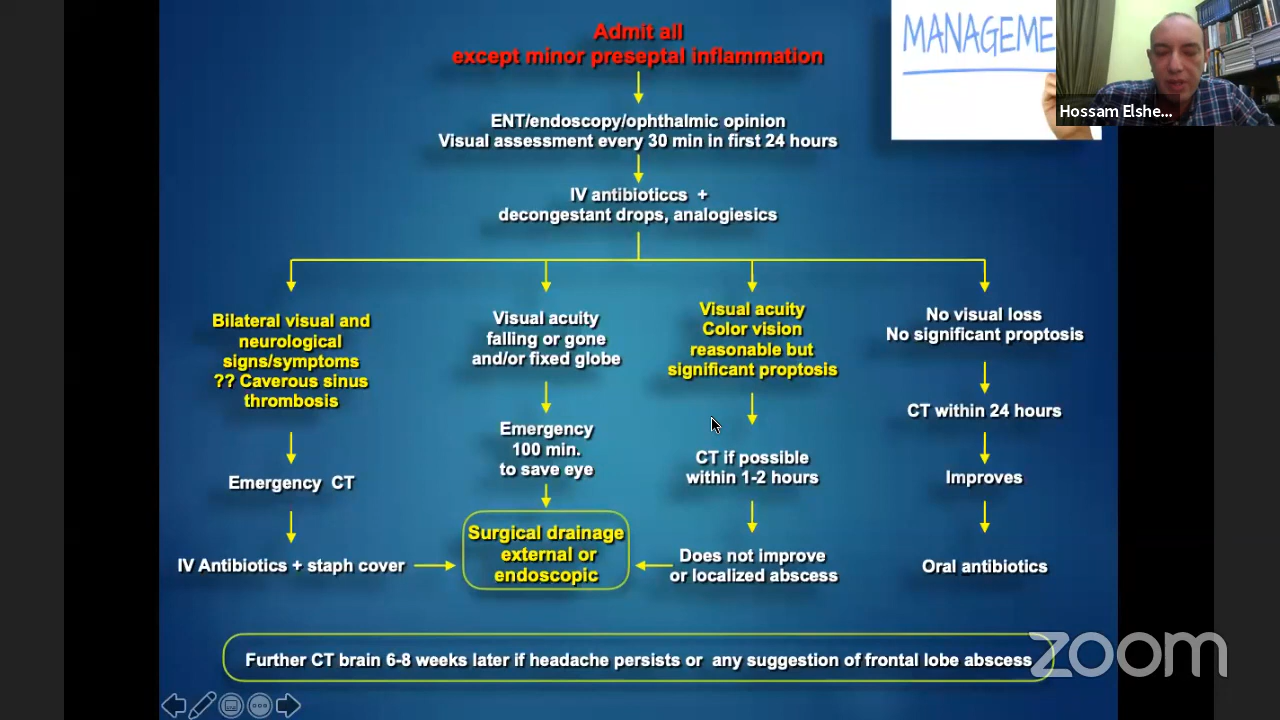 Admit all
except minor preseptal inflammation
MANAGEME
Hossam Elshe...
ENT/endoscopy/ophthalmic opinion
Visual assessment every 30 min in first 24 hours
IV antibioticcs +
decongestant drops, analogiesics
Bilateral visual and
neurological
signs/symptoms
?? Caverous sinus
thrombosis
Emergency CT
IV Antibiotics + staph cover
Visual acuity
falling or gone
and/or fixed globe
Emergency
100 min.
to save eye
Surgical drainage
external or
endoscopic
Visual acuity
Color vision
reasonable but
significant proptosis
CT if possible
within 1-2 hours
Does not improve
or localized abscess
No visual loss
No significant proptosis
CT within 24 hours
Improves
Oral antibiotics
Further CT brain 6-8 weeks later if headache persists or any suggestion of frontal lobe abscess
zoom